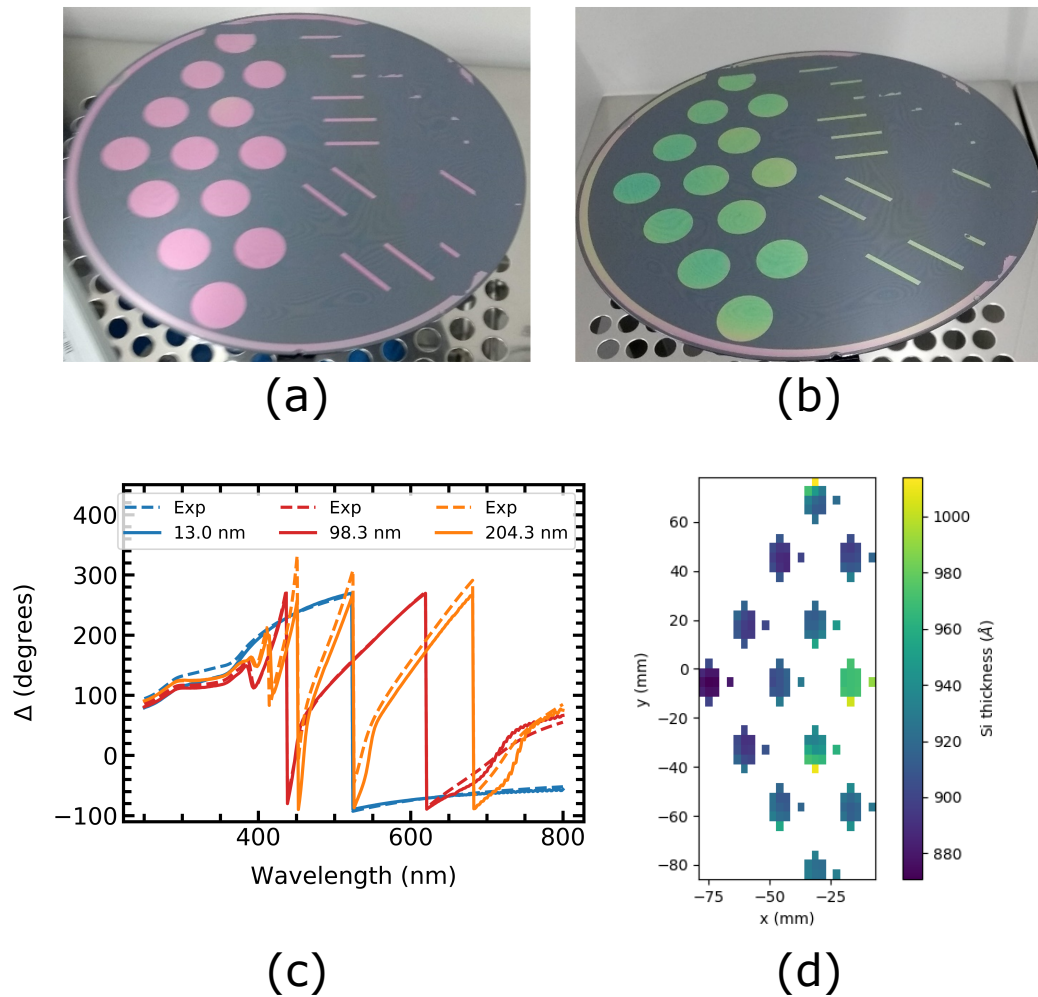 (a)
(b)
Exp Exp Exp
13.0 nm 98.3 nm 204.3 nm
400
300
200
100
0
−100
Δ (degrees)
400 600 800
Wavelength (nm)
(c)
60
40
20
0
−20
−40
−60
−80
y (mm)
−75 −50 −25
x (mm)
1000
980
960
940
920
900
880
Si thickness (Å)
(d)